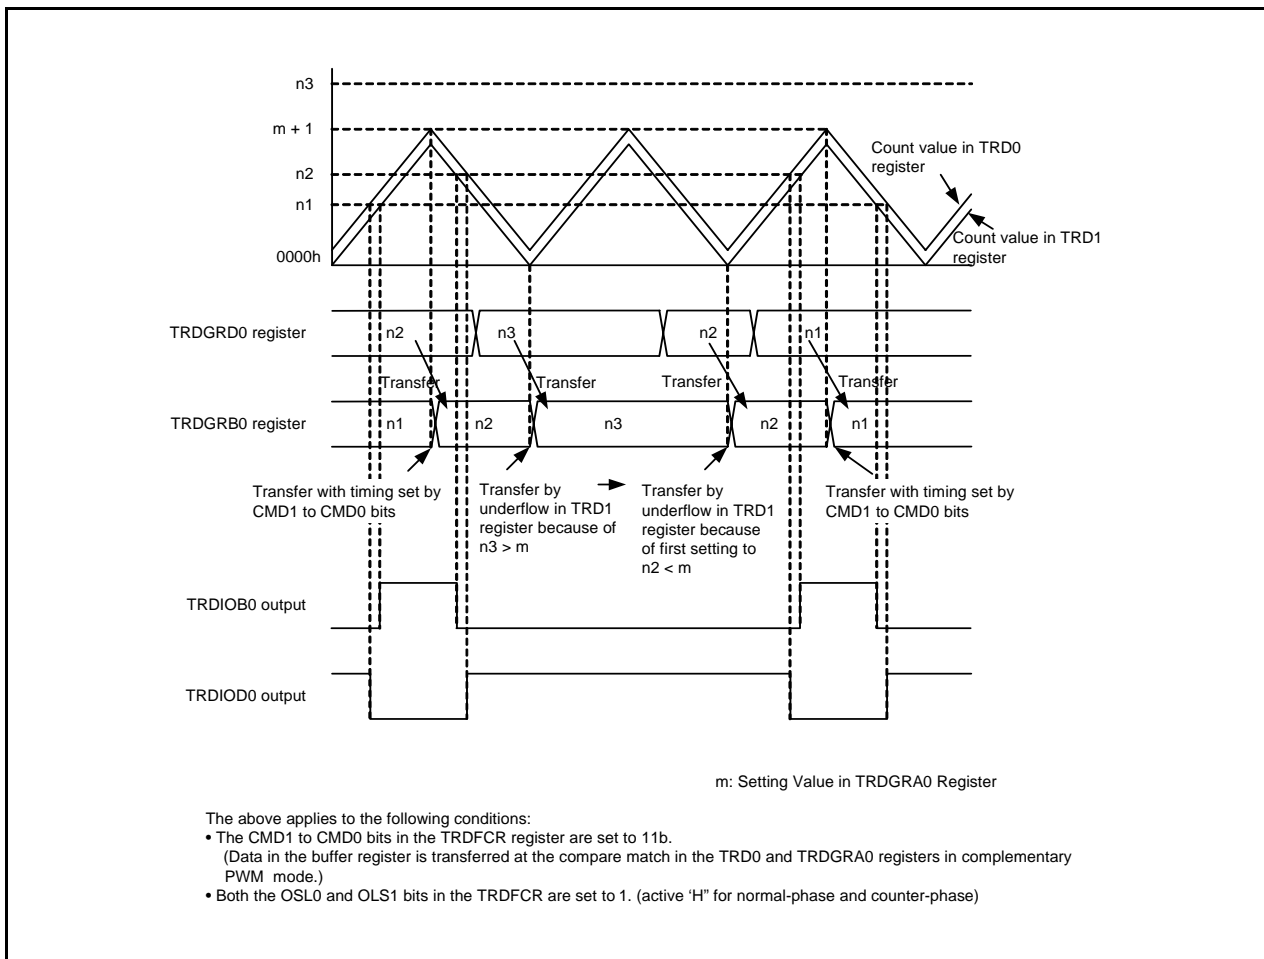 n3
m + 1
n2
n1
0000h
Count value in TRD0
register
Count value in TRD1
register
TRDGRD0 register
n2
n3
n2
n1
Transfer
Transfer
Transfer
Transfer
TRDGRB0 register
n1
n2
n3
n2
n1
Transfer with timing set by
CMD1 to CMD0 bits
Transfer by
underflow in TRD1
register because of
n3 > m
Transfer by
underflow in TRD1
register because
of first setting to
n2 < m
Transfer with timing set by
CMD1 to CMD0 bits
TRDIOB0 output
TRDIOD0 output
m: Setting Value in TRDGRA0 Register
The above applies to the following conditions:
• The CMD1 to CMD0 bits in the TRDFCR register are set to 11b.
(Data in the buffer register is transferred at the compare match in the TRD0 and TRDGRA0 registers in complementary
PWM mode.)
• Both the OSL0 and OLS1 bits in the TRDFCR are set to 1. (active ‘H” for normal-phase and counter-phase)